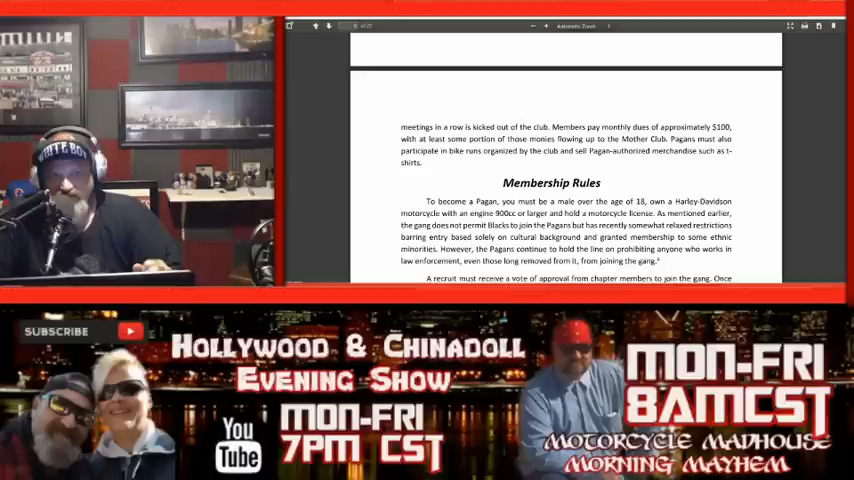 WHITE BOY
Automatic Zoom
meetings in a row is kicked out of the club. Members pay monthly dues of approximately $100,
with at least some portion of those monies flowing up to the Mother Club. Pagans must also
participate in bike runs organized by the club and sell Pagan-authorized merchandise such as t-
shirts.
Membership Rules
To become a Pagan, you must be a male over the age of 18, own a Harley-Davidson
motorcycle with an engine 900cc or larger and hold a motorcycle license. As mentioned earlier,
the gang does not permit Blacks to join the Pagans but has recently somewhat relaxed restrictions
barring entry based solely on cultural background and granted membership to some ethnic
minorities. However, the Pagans continue to hold the line on prohibiting anyone who works in
law enforcement, even those long removed from it, from joining the gang.
A recruit must receive a vote of approval from chapter members to join the gang. Once
SUBSCRIBE
HOLLYWOOD & CHINADOLL
EVENING SHOW
You
Tube
MON-FRI
7PM CST
MON-FRI
8AMCST
MOTORCYCLE MADHOUSE
MORNING MAYHEM